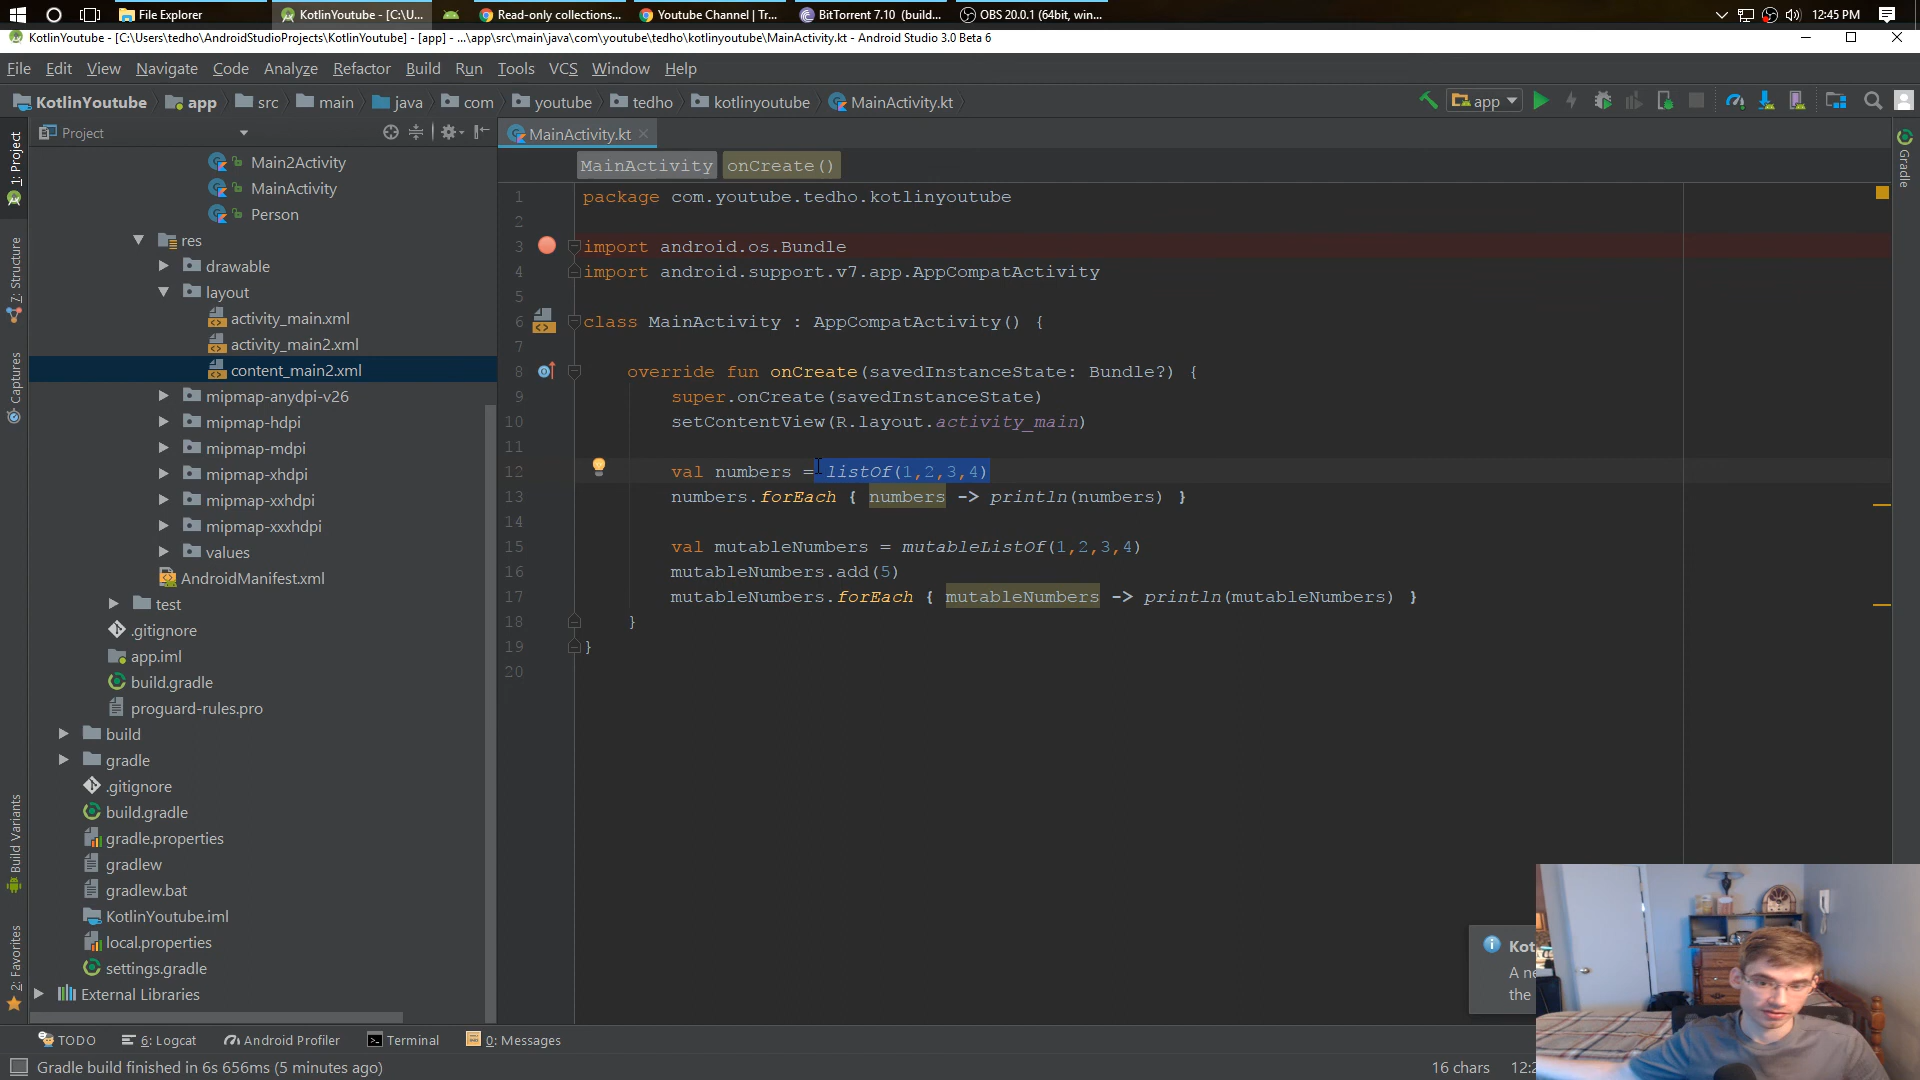 File Explorer
KotlinYoutube - [C:\U...
Read-only collections...
Youtube Channel | Tr...
BitTorrent 7.10 (build...
OBS 20.0.1 (64bit, win...
12:45 PM
KotlinYoutube - [C:\Users\tedho\AndroidStudioProjects\KotlinYoutube] - [app] - ...\app\src\main\java\com\youtube\tedho\kotlinyoutube\MainActivity.kt - Android Studio 3.0 Beta 6
File Edit View Navigate Code Analyze Refactor Build Run Tools VCS Window Help
KotlinYoutube app src main java com youtube tedho kotlinyoutube MainActivity.kt
app
1: Project
7: Structure
Captures
Build Variants
2: Favorites
Project
Main2Activity
MainActivity
Person
res
drawable
layout
activity_main.xml
activity_main2.xml
content_main2.xml
mipmap-anydpi-v26
mipmap-hdpi
mipmap-mdpi
mipmap-xhdpi
mipmap-xxhdpi
mipmap-xxxhdpi
values
AndroidManifest.xml
test
.gitignore
app.iml
build.gradle
proguard-rules.pro
build
gradle
.gitignore
build.gradle
gradle.properties
gradlew
gradlew.bat
KotlinYoutube.iml
local.properties
settings.gradle
External Libraries
MainActivity.kt
MainActivity onCreate()
1 package com.youtube.tedho.kotlinyoutube
2
3 import android.os.Bundle
4 import android.support.v7.app.AppCompatActivity
5
6 class MainActivity : AppCompatActivity() {
7
8 override fun onCreate(savedInstanceState: Bundle?) {
9 super.onCreate(savedInstanceState)
10 setContentView(R.layout.activity_main)
11
12 val numbers = listOf(1,2,3,4)
13 numbers.forEach { numbers -> println(numbers) }
14
15 val mutableNumbers = mutableListOf(1,2,3,4)
16 mutableNumbers.add(5)
17 mutableNumbers.forEach { mutableNumbers -> println(mutableNumbers) }
18 }
19 }
20
Gradle
Kot
A ne
the
TODO
6: Logcat
Android Profiler
Terminal
0: Messages
Gradle build finished in 6s 656ms (5 minutes ago)
16 chars
12:2